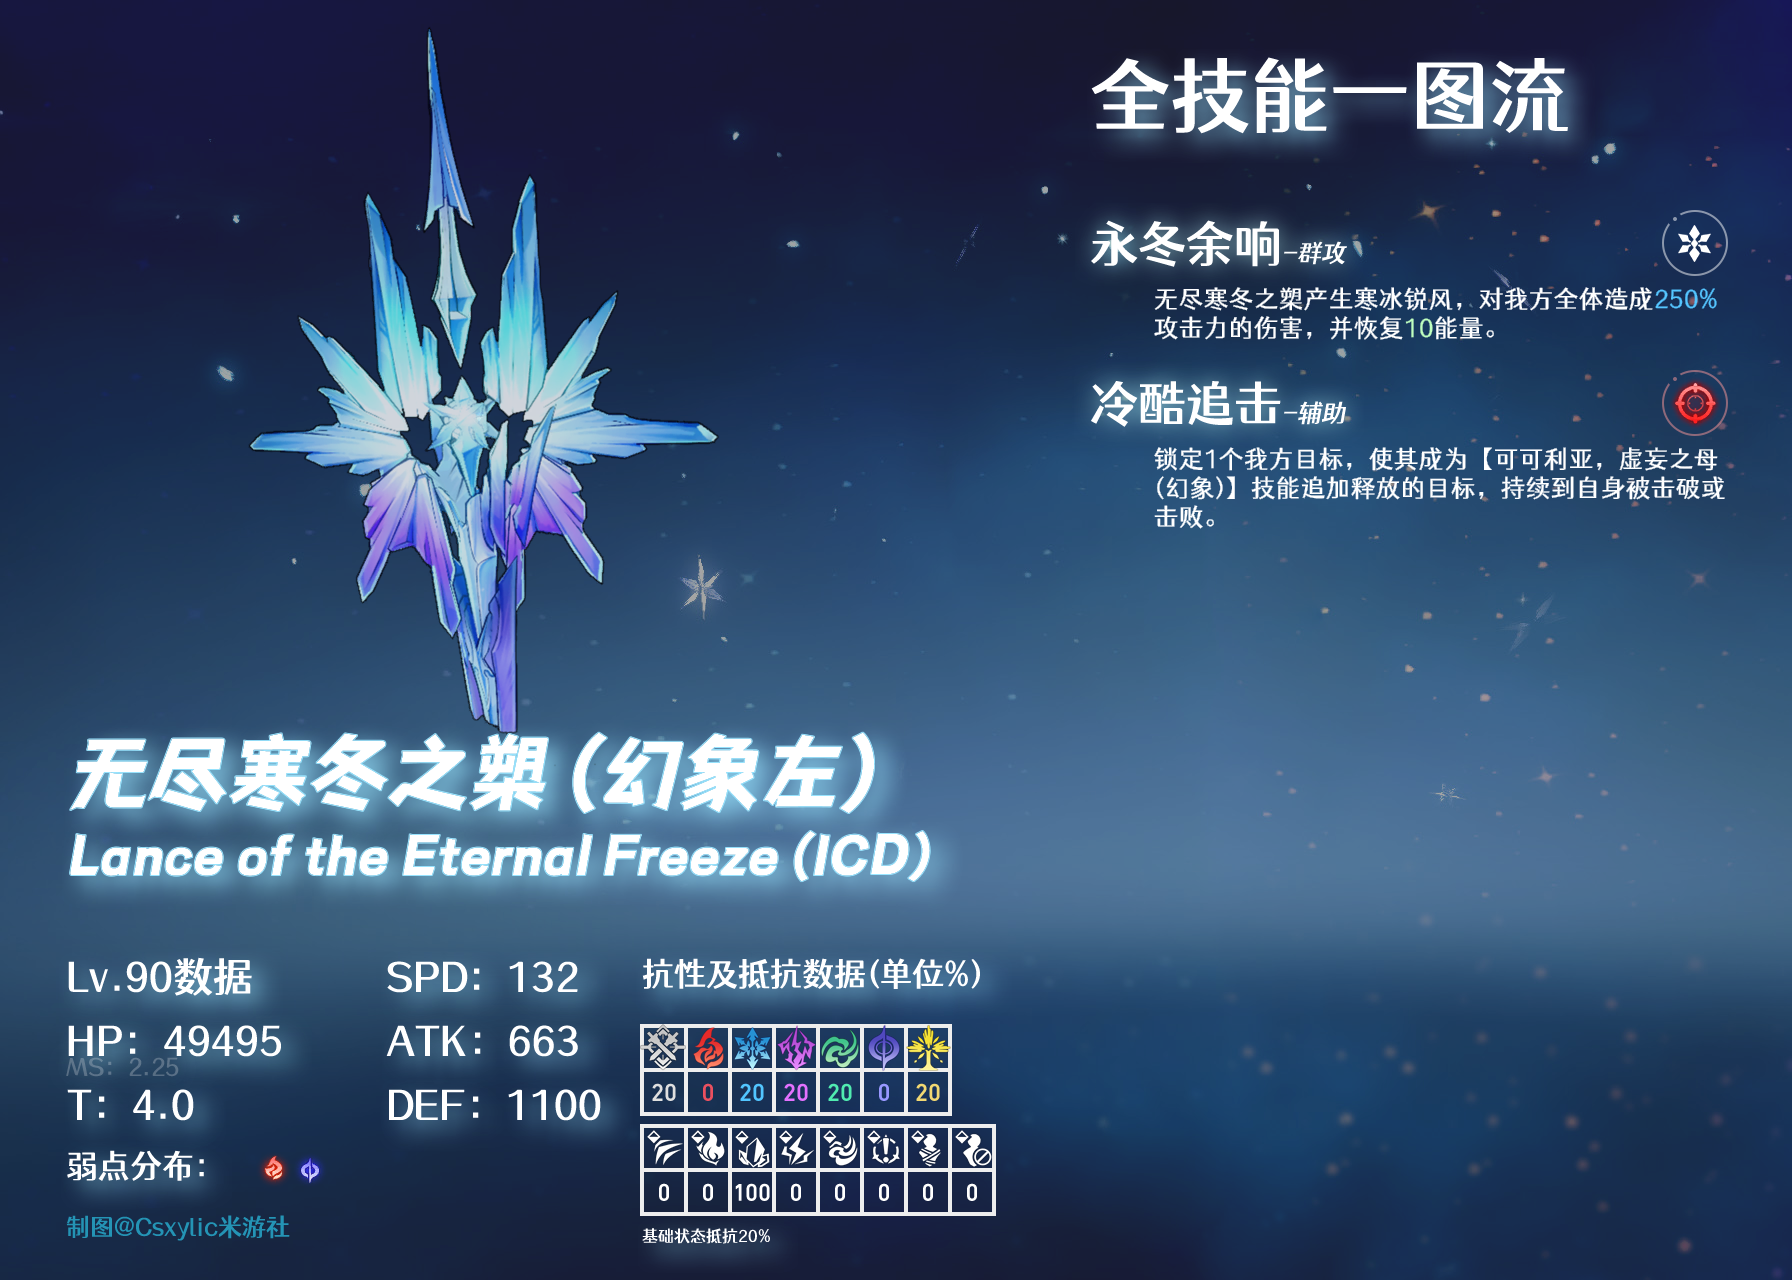 全技能一图流
永冬余响-群攻
无尽寒冬之槊产生寒冰锐风，对我方全体造成250%
攻击力的伤害，并恢复10能量。
冷酷追击-辅助
锁定1个我方目标，使其成为【可可利亚，虚妄之母
(幻象)】技能追加释放的目标，持续到自身被击破或
击败。
无尽寒冬之槊（幻象左）
Lance of the Eternal Freeze (ICD)
Lv.90数据
SPD：132
HP：49495
ATK：663
MS：2.25
T：4.0
DEF：1100
弱点分布：
制图@Csxylic米游社
抗性及抵抗数据(单位%)
20 0 20 20 20 0 20
0 0 100 0 0 0 0 0
基础状态抵抗20%